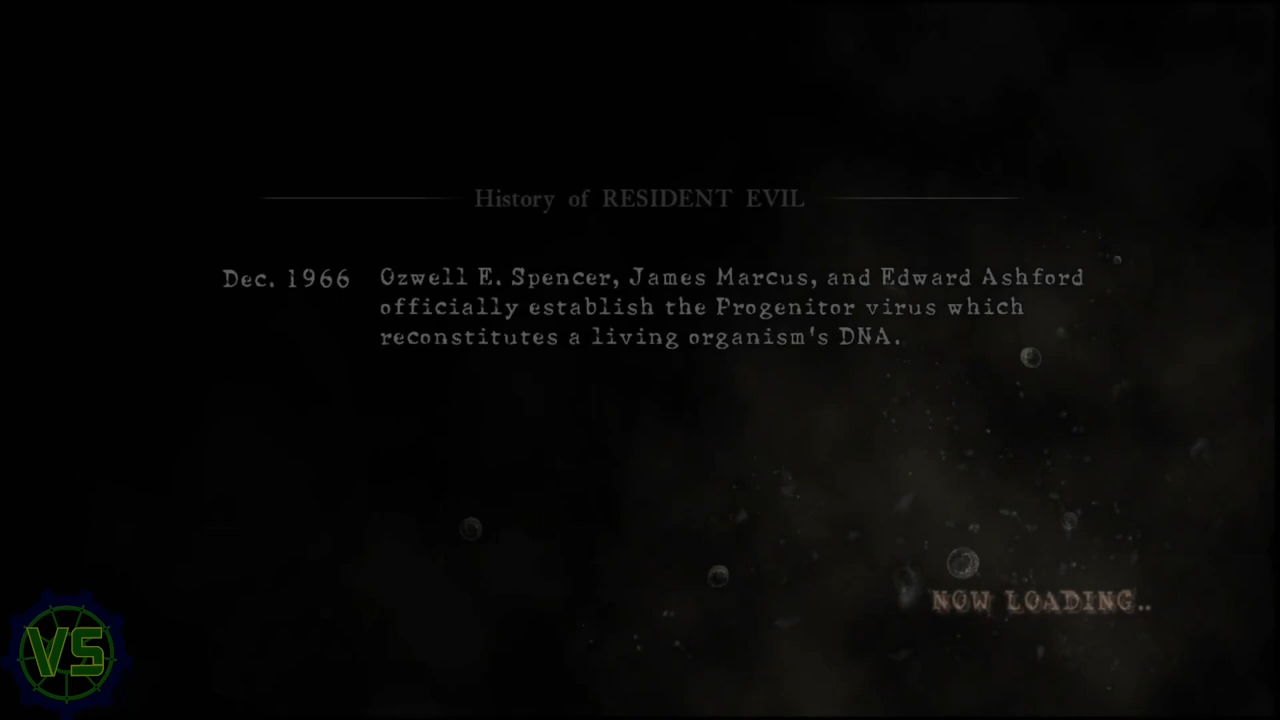 History of RESIDENT EVIL
Dec. 1966 Ozwell E. Spencer, James Marcus, and Edward Ashford
officially establish the Progenitor virus which
reconstitutes a living organism's DNA.
NOW LOADING..
VS